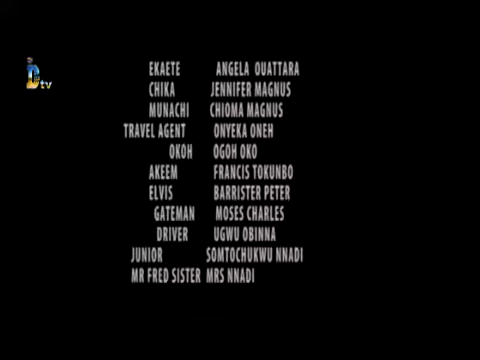 D tv
EKAETE ANGELA OUATTARA
CHIKA JENNIFER MAGNUS
MUNACHI CHIOMA MAGNUS
TRAVEL AGENT ONYEKA ONEH
OKOH OGOH OKO
AKEEM FRANCIS TOKUNBO
ELVIS BARRISTER PETER
GATEMAN MOSES CHARLES
DRIVER UGWU OBINNA
JUNIOR SOMTOCHUKWU NNADI
MR FRED SISTER MRS NNADI